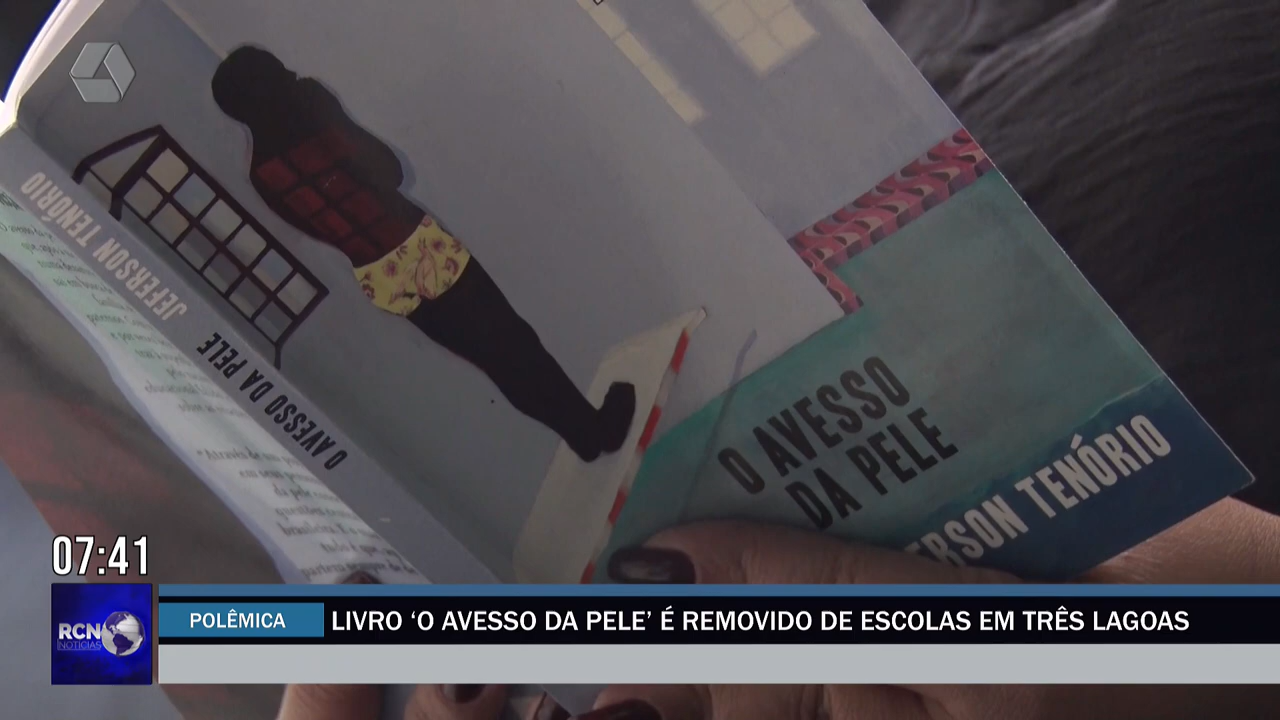 JEFERSON TENÓRIO
O AVESSO DA PELE
O AVESSO
DA PELE
ERSON TENÓRIO
07:41
RCN
NOTÍCIAS
POLÊMICA
LIVRO ‘O AVESSO DA PELE’ É REMOVIDO DE ESCOLAS EM TRÊS LAGOAS